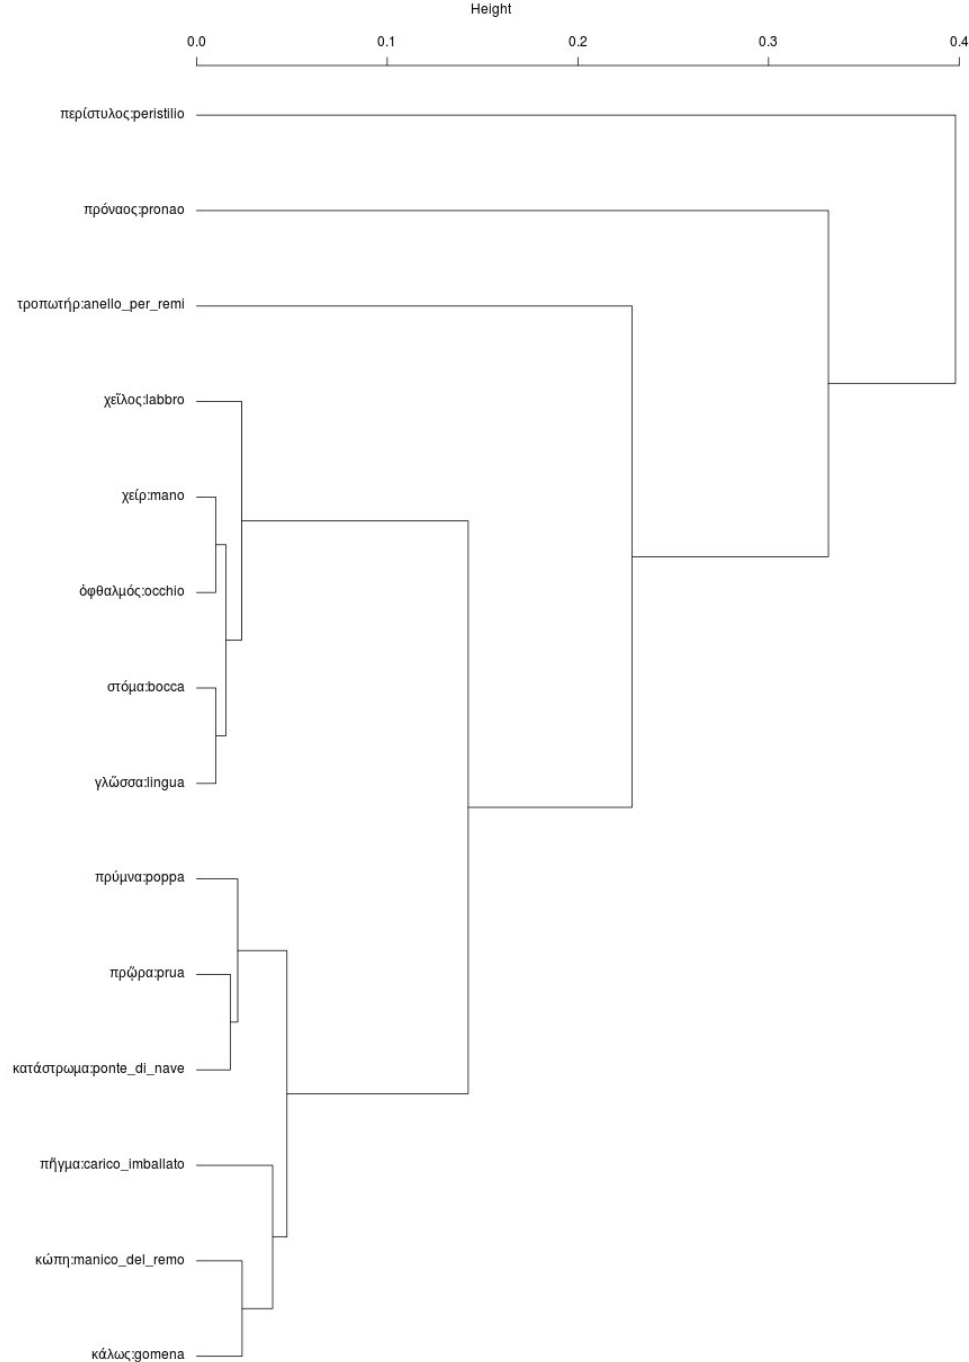 Height
0.0 0.1 0.2 0.3 0.4
περίστυλος:peristilio
πρόναος:pronao
τροπωτήρ:anello_per_remi
χεῖλος:labbro
χείρ:mano
ὀφθαλμός:occhio
στόμα:bocca
γλῶσσα:lingua
πρύμνα:poppa
πρῷρα:prua
κατάστρωμα:ponte_di_nave
πῆγμα:carico_imballato
κώπη:manico_del_remo
κάλως:gomena